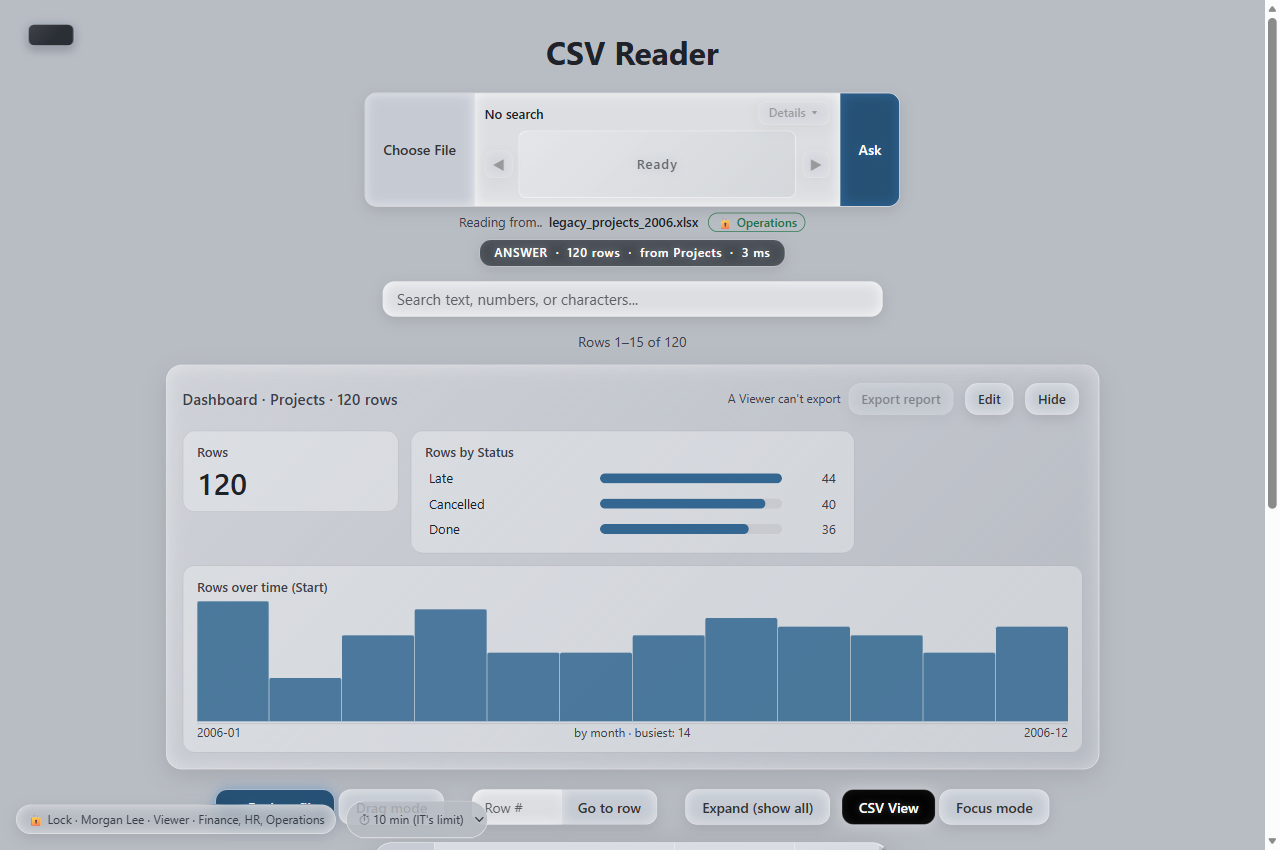 CSV Reader
Choose File
No search
Details
Ready
Ask
Reading from.. legacy_projects_2006.xlsx Operations
ANSWER · 120 rows · from Projects · 3 ms
Search text, numbers, or characters...
Rows 1–15 of 120
Dashboard · Projects · 120 rows
A Viewer can't export
Export report
Edit
Hide
Rows
120
Rows by Status
Late 44
Cancelled 40
Done 36
Rows over time (Start)
2006-01 by month · busiest: 14 2006-12
Drag mode
Row #
Go to row
Expand (show all)
CSV View
Focus mode
Lock · Morgan Lee · Viewer · Finance, HR, Operations
10 min (IT's limit)